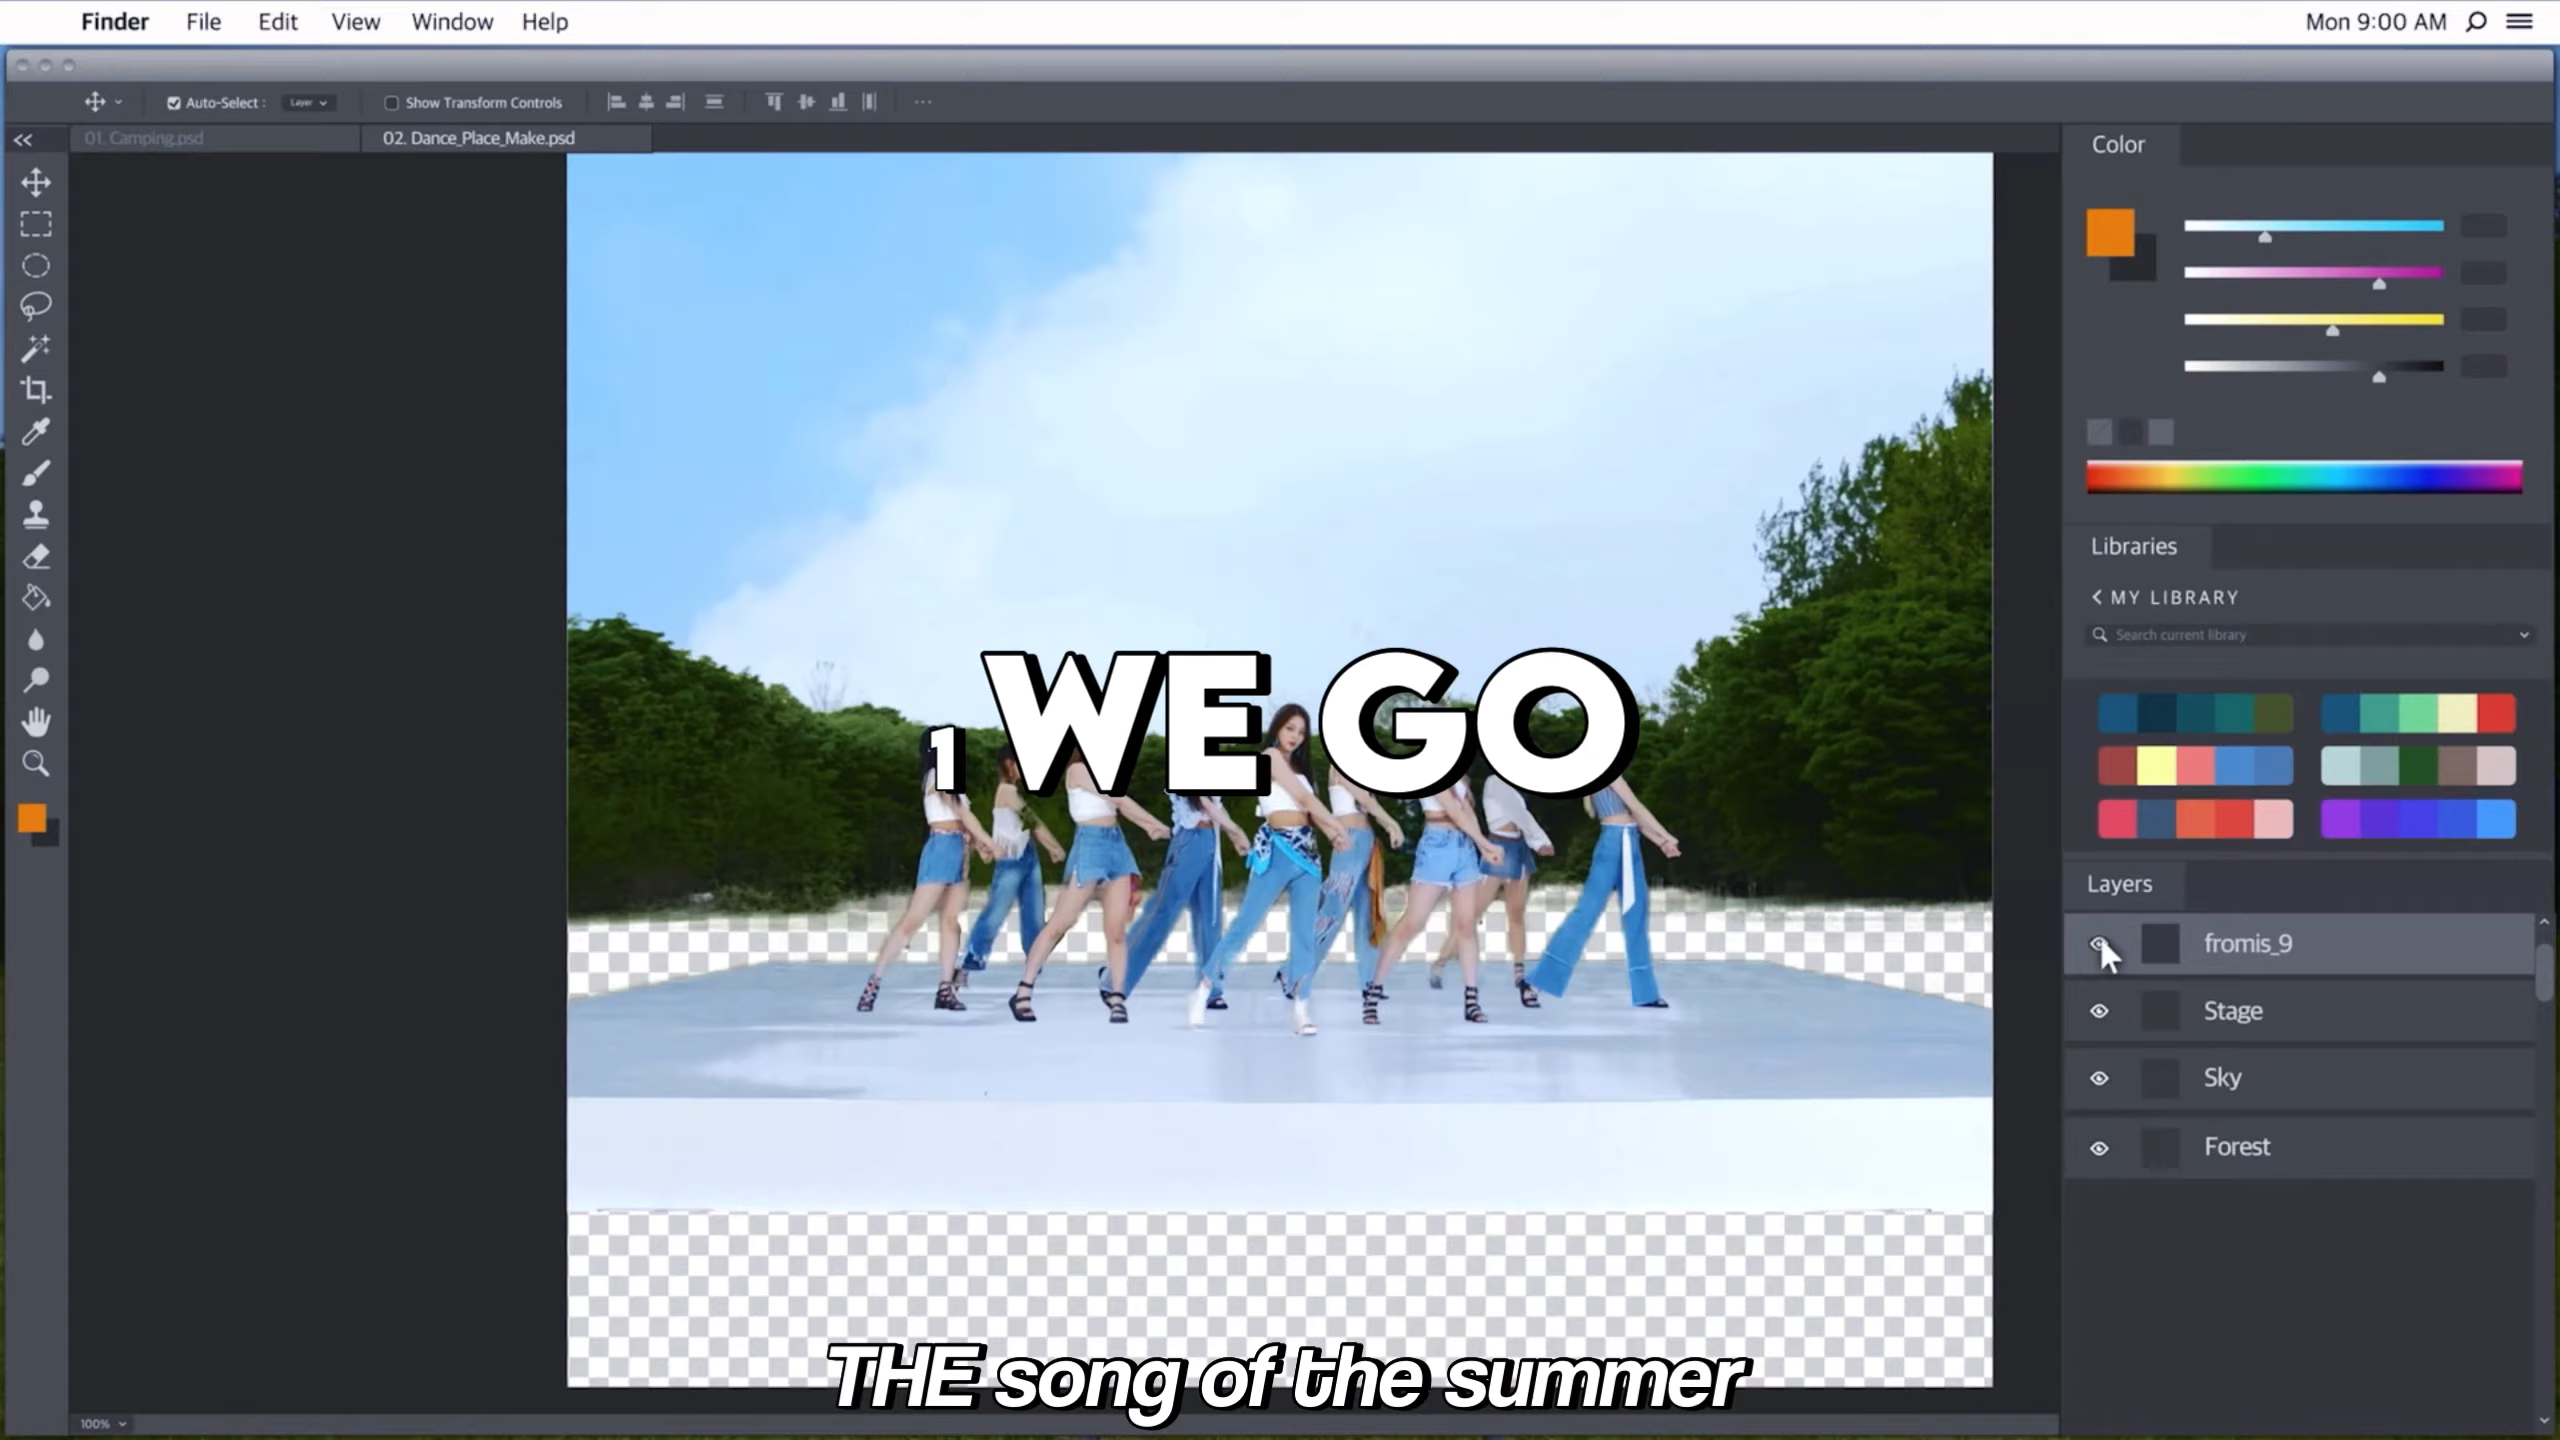 Finder File Edit View Window Help Mon 9:00 AM
Auto-Select : Layer Show Transform Controls
01. Camping.psd 02. Dance_Place_Make.psd
Color
Libraries
MY LIBRARY
Search current library
1 WE GO
Layers
fromis_9
Stage
Sky
Forest
THE song of the summer
100%